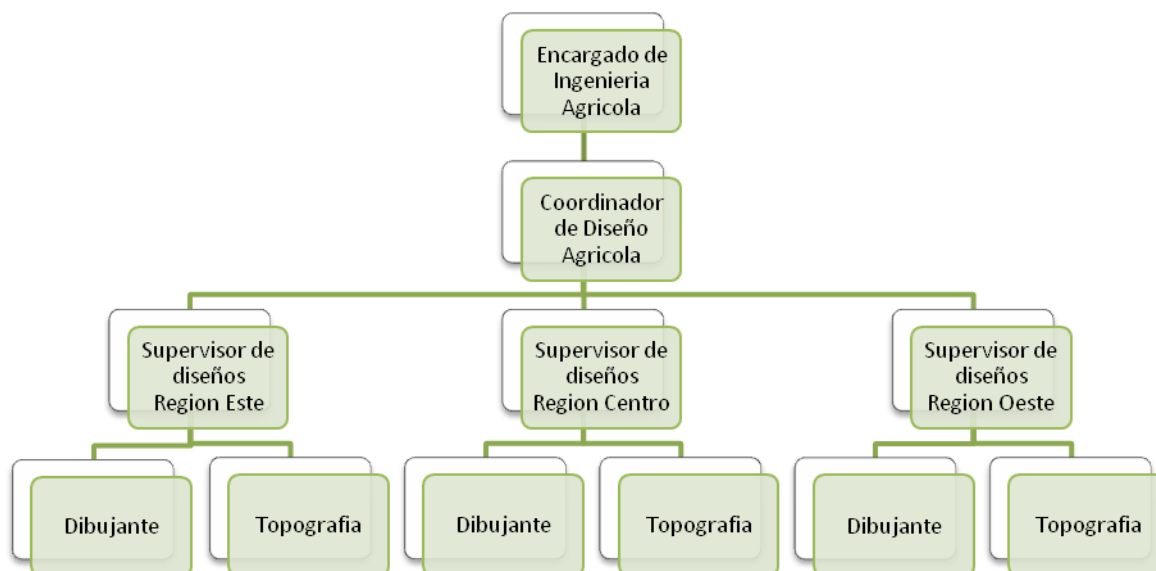 Encargado de
Ingenieria
Agricola
Coordinador
de Diseño
Agricola
Supervisor de
diseños
Region Este
Supervisor de
diseños
Region Centro
Supervisor de
diseños
Region Oeste
Dibujante
Topografia
Dibujante
Topografia
Dibujante
Topografia